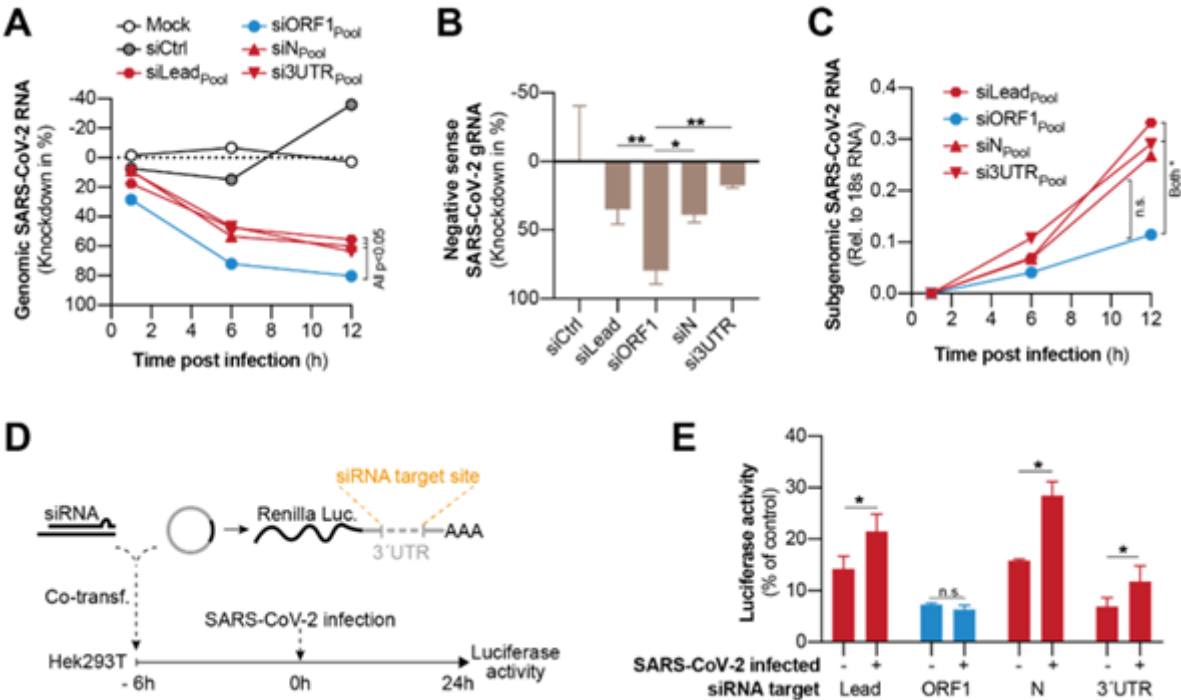 A
Mock
siCtrl
siLeadPool
siORF1Pool
siNPool
si3UTRPool
Genomic SARS-CoV-2 RNA
(Knockdown in %)
-40
-20
0
20
40
60
80
100
0 2 4 6 8 10 12
Time post infection (h)
All p<0.05
B
Negative sense
SARS-CoV-2 gRNA
(Knockdown in %)
-50
0
50
100
** ** *
siCtrl siLead siORF1 siN si3UTR
C
siLeadPool
siORF1Pool
siNPool
si3UTRPool
Subgenomic SARS-CoV-2 RNA
(Rel. to 18s RNA)
0.4
0.3
0.2
0.1
0.0
0 2 4 6 8 10 12
Time post infection (h)
n.s.
Both *
D
siRNA target site
siRNA
Renilla Luc.
AAA
3´UTR
Co-transf.
SARS-CoV-2 infection
Hek293T
Luciferase
activity
- 6h 0h 24h
E
Luciferase activity
(% of control)
40
30
20
10
0
* n.s. * *
SARS-CoV-2 infected - + - + - + - +
siRNA target Lead ORF1 N 3´UTR